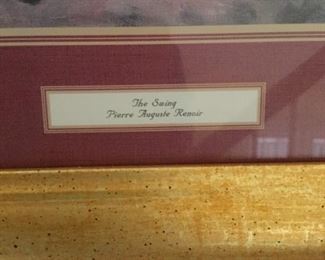 The Swing
Pierre Auguste Renoir